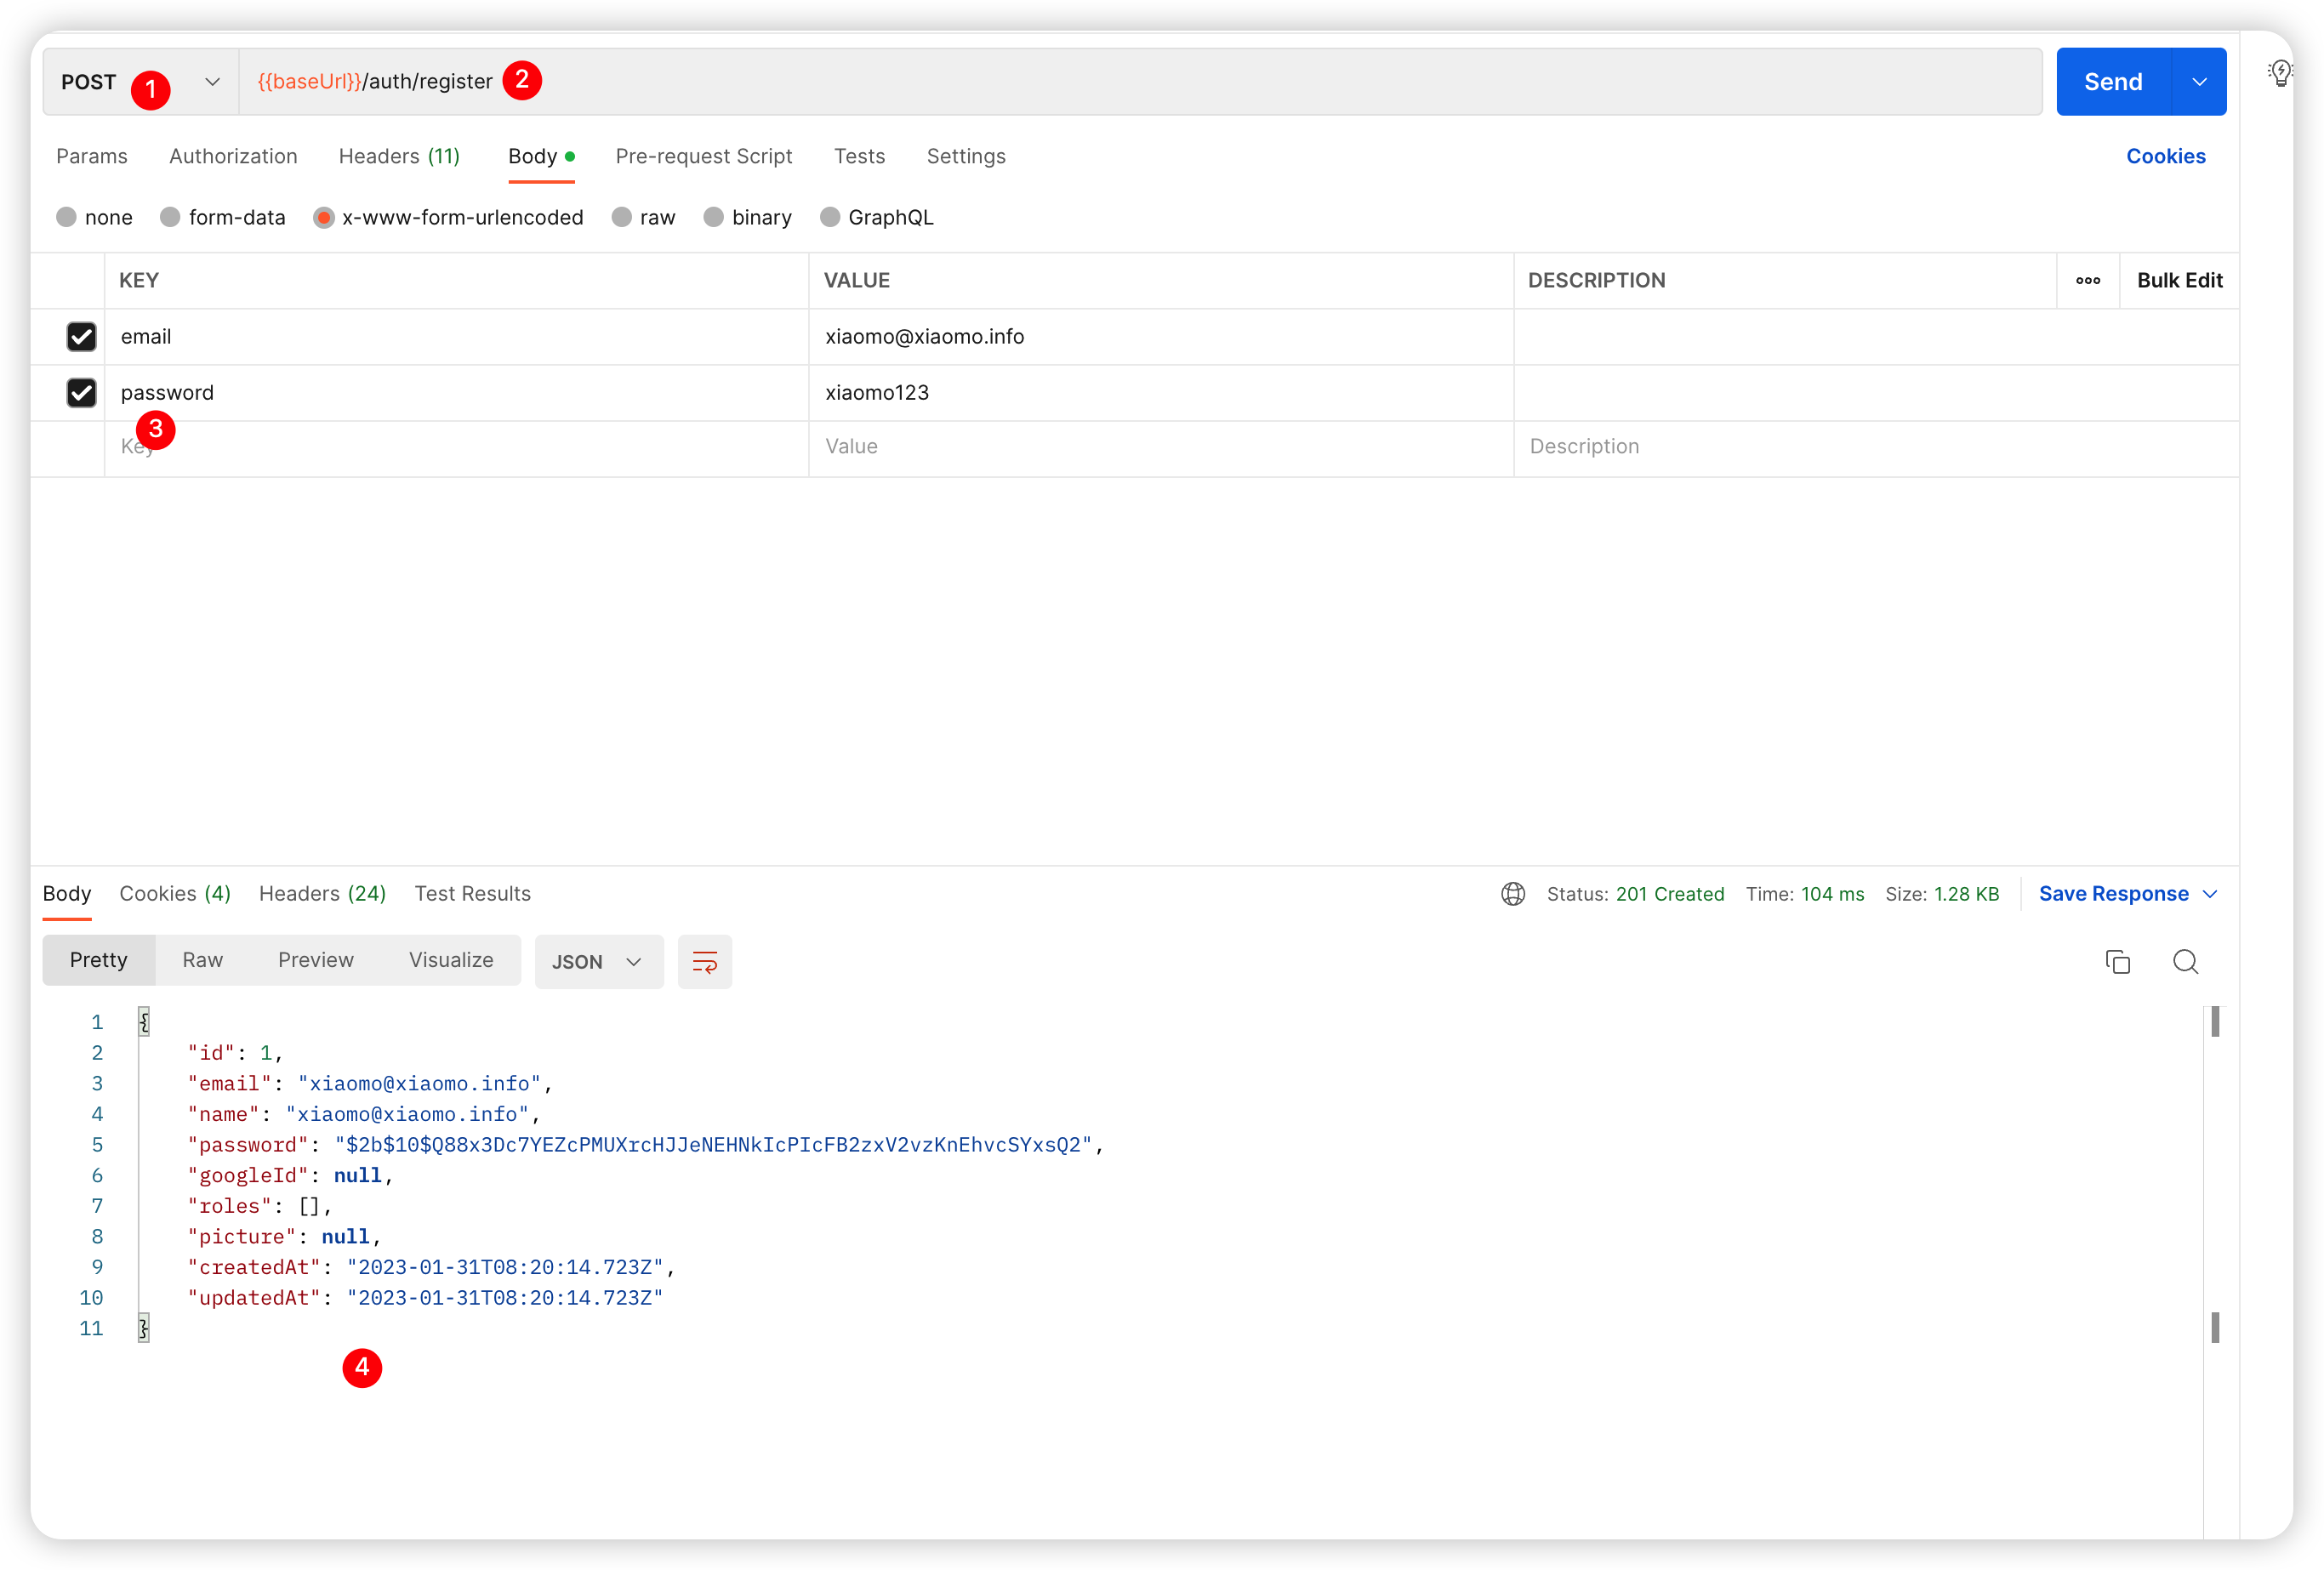 POST 1 {{baseUrl}}/auth/register 2 Send
Params Authorization Headers (11) Body Pre-request Script Tests Settings Cookies
none form-data x-www-form-urlencoded raw binary GraphQL
KEY VALUE DESCRIPTION ooo Bulk Edit
email xiaomo@xiaomo.info
password xiaomo123
3
Key Value Description
Body Cookies (4) Headers (24) Test Results Status: 201 Created Time: 104 ms Size: 1.28 KB Save Response
Pretty Raw Preview Visualize JSON
1 {
2 "id": 1,
3 "email": "xiaomo@xiaomo.info",
4 "name": "xiaomo@xiaomo.info",
5 "password": "$2b$10$Q88x3Dc7YEZcPMUXrcHJJeNEHNkIcPIcFB2zxV2vzKnEhvcSYxsQ2",
6 "googleId": null,
7 "roles": [],
8 "picture": null,
9 "createdAt": "2023-01-31T08:20:14.723Z",
10 "updatedAt": "2023-01-31T08:20:14.723Z"
11 }
4